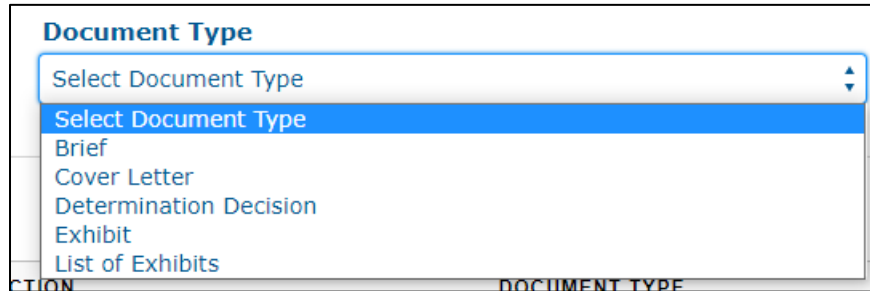 Document Type
Select Document Type
Select Document Type
Brief
Cover Letter
Determination Decision
Exhibit
List of Exhibits
CTION DOCUMENT TYPE